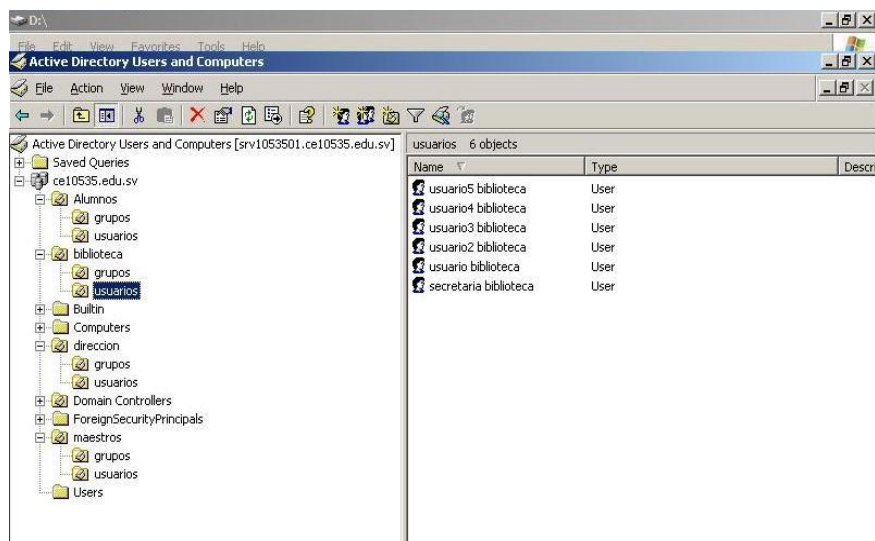 D:\
File Edit View Favorites Tools Help
Active Directory Users and Computers
File Action View Window Help
Active Directory Users and Computers [srv1053501.ce10535.edu.sv]
Saved Queries
ce10535.edu.sv
Alumnos
grupos
usuarios
biblioteca
grupos
usuarios
Builtin
Computers
direccion
grupos
usuarios
Domain Controllers
ForeignSecurityPrincipals
maestros
grupos
usuarios
Users
usuarios 6 objects
Name Type Descri
usuario5 biblioteca User
usuario4 biblioteca User
usuario3 biblioteca User
usuario2 biblioteca User
usuario biblioteca User
secretaria biblioteca User